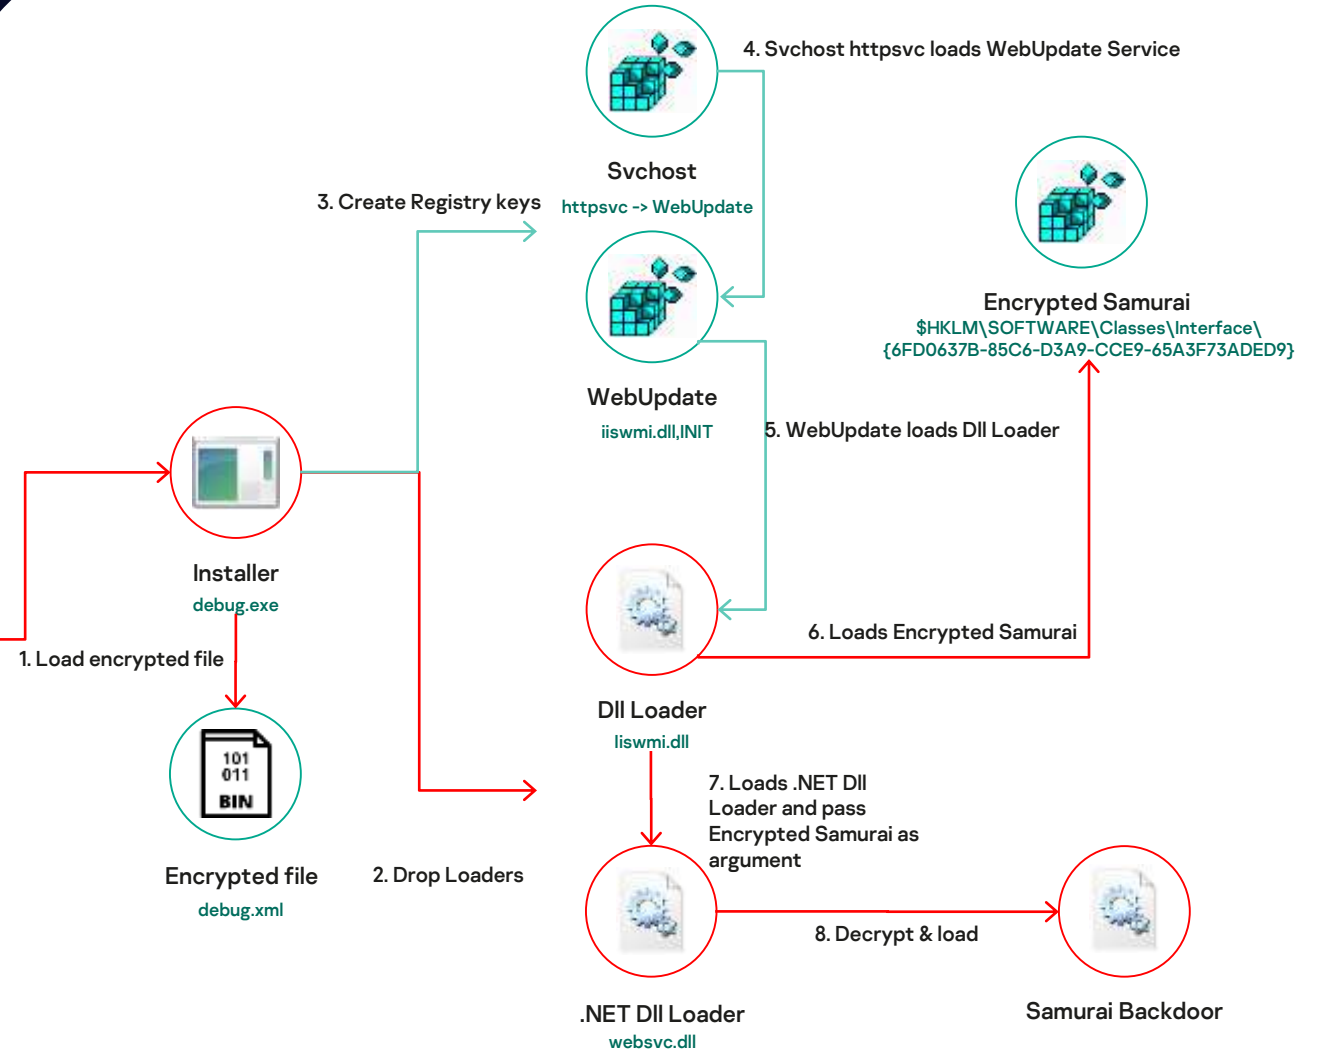 4. Svchost httpsvc loads WebUpdate Service
Svchost
httpsvc -> WebUpdate
3. Create Registry keys
Encrypted Samurai
$HKLM\SOFTWARE\Classes\Interface\
{6FD0637B-85C6-D3A9-CCE9-65A3F73ADED9}
WebUpdate
iiswmi.dll,INIT
5. WebUpdate loads Dll Loader
Installer
debug.exe
1. Load encrypted file
6. Loads Encrypted Samurai
Dll Loader
Iiswmi.dll
101
011
BIN
7. Loads .NET Dll
Loader and pass
Encrypted Samurai as
argument
Encrypted file
debug.xml
2. Drop Loaders
8. Decrypt & load
.NET Dll Loader
websvc.dll
Samurai Backdoor